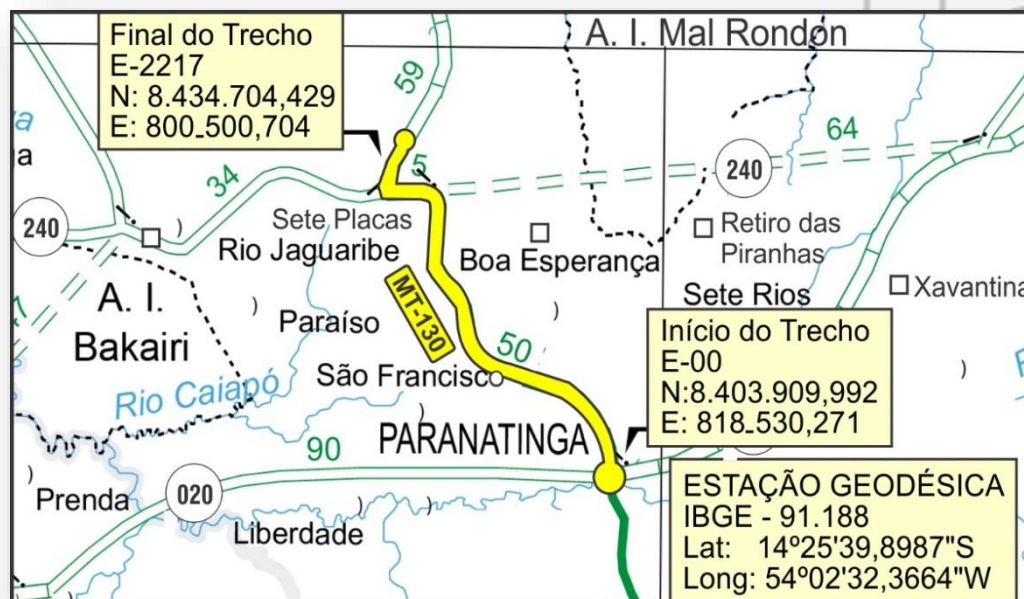 Final do Trecho
E-2217
N: 8.434.704,429
E: 800.500,704
A. I. Mal Rondon
59
64
5
34
240
240
Sete Placas
Rio Jaguaribe
Boa Esperança
Retiro das
Piranhas
Xavantina
Sete Rios
A. I.
Bakairi
MT-130
Paraíso
50
Início do Trecho
E-00
N:8.403.909,992
E: 818.530,271
São Francisco
Rio Caiapó
PARANATINGA
90
020
Prenda
Liberdade
ESTAÇÃO GEODÉSICA
IBGE - 91.188
Lat: 14º25'39,8987"S
Long: 54º02'32,3664"W